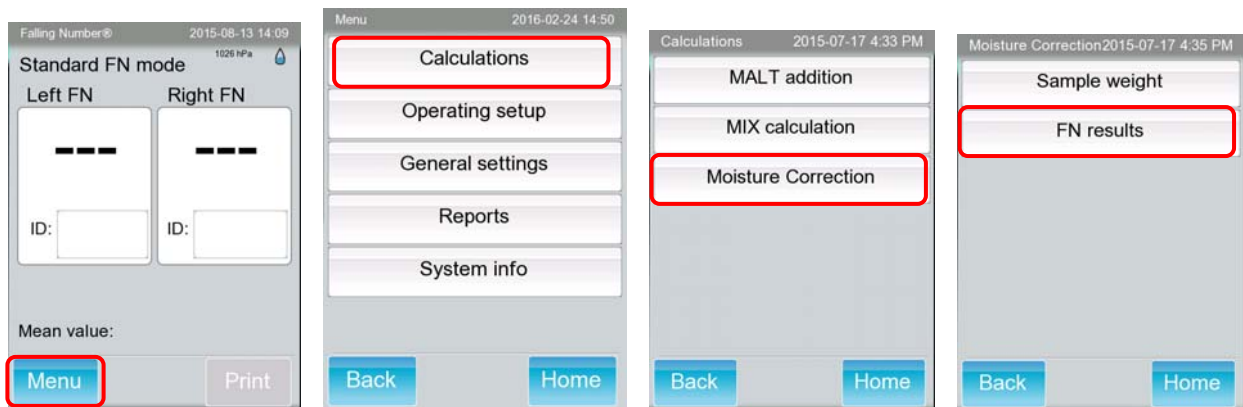 Falling Number® 2015-08-13 14:09
1026 hPa
Standard FN mode
Left FN Right FN
--- ---
ID: ID:
Mean value:
Menu Print
Menu 2016-02-24 14:50
Calculations
Operating setup
General settings
Reports
System info
Back Home
Calculations 2015-07-17 4:33 PM
MALT addition
MIX calculation
Moisture Correction
Back Home
Moisture Correction2015-07-17 4:35 PM
Sample weight
FN results
Back Home